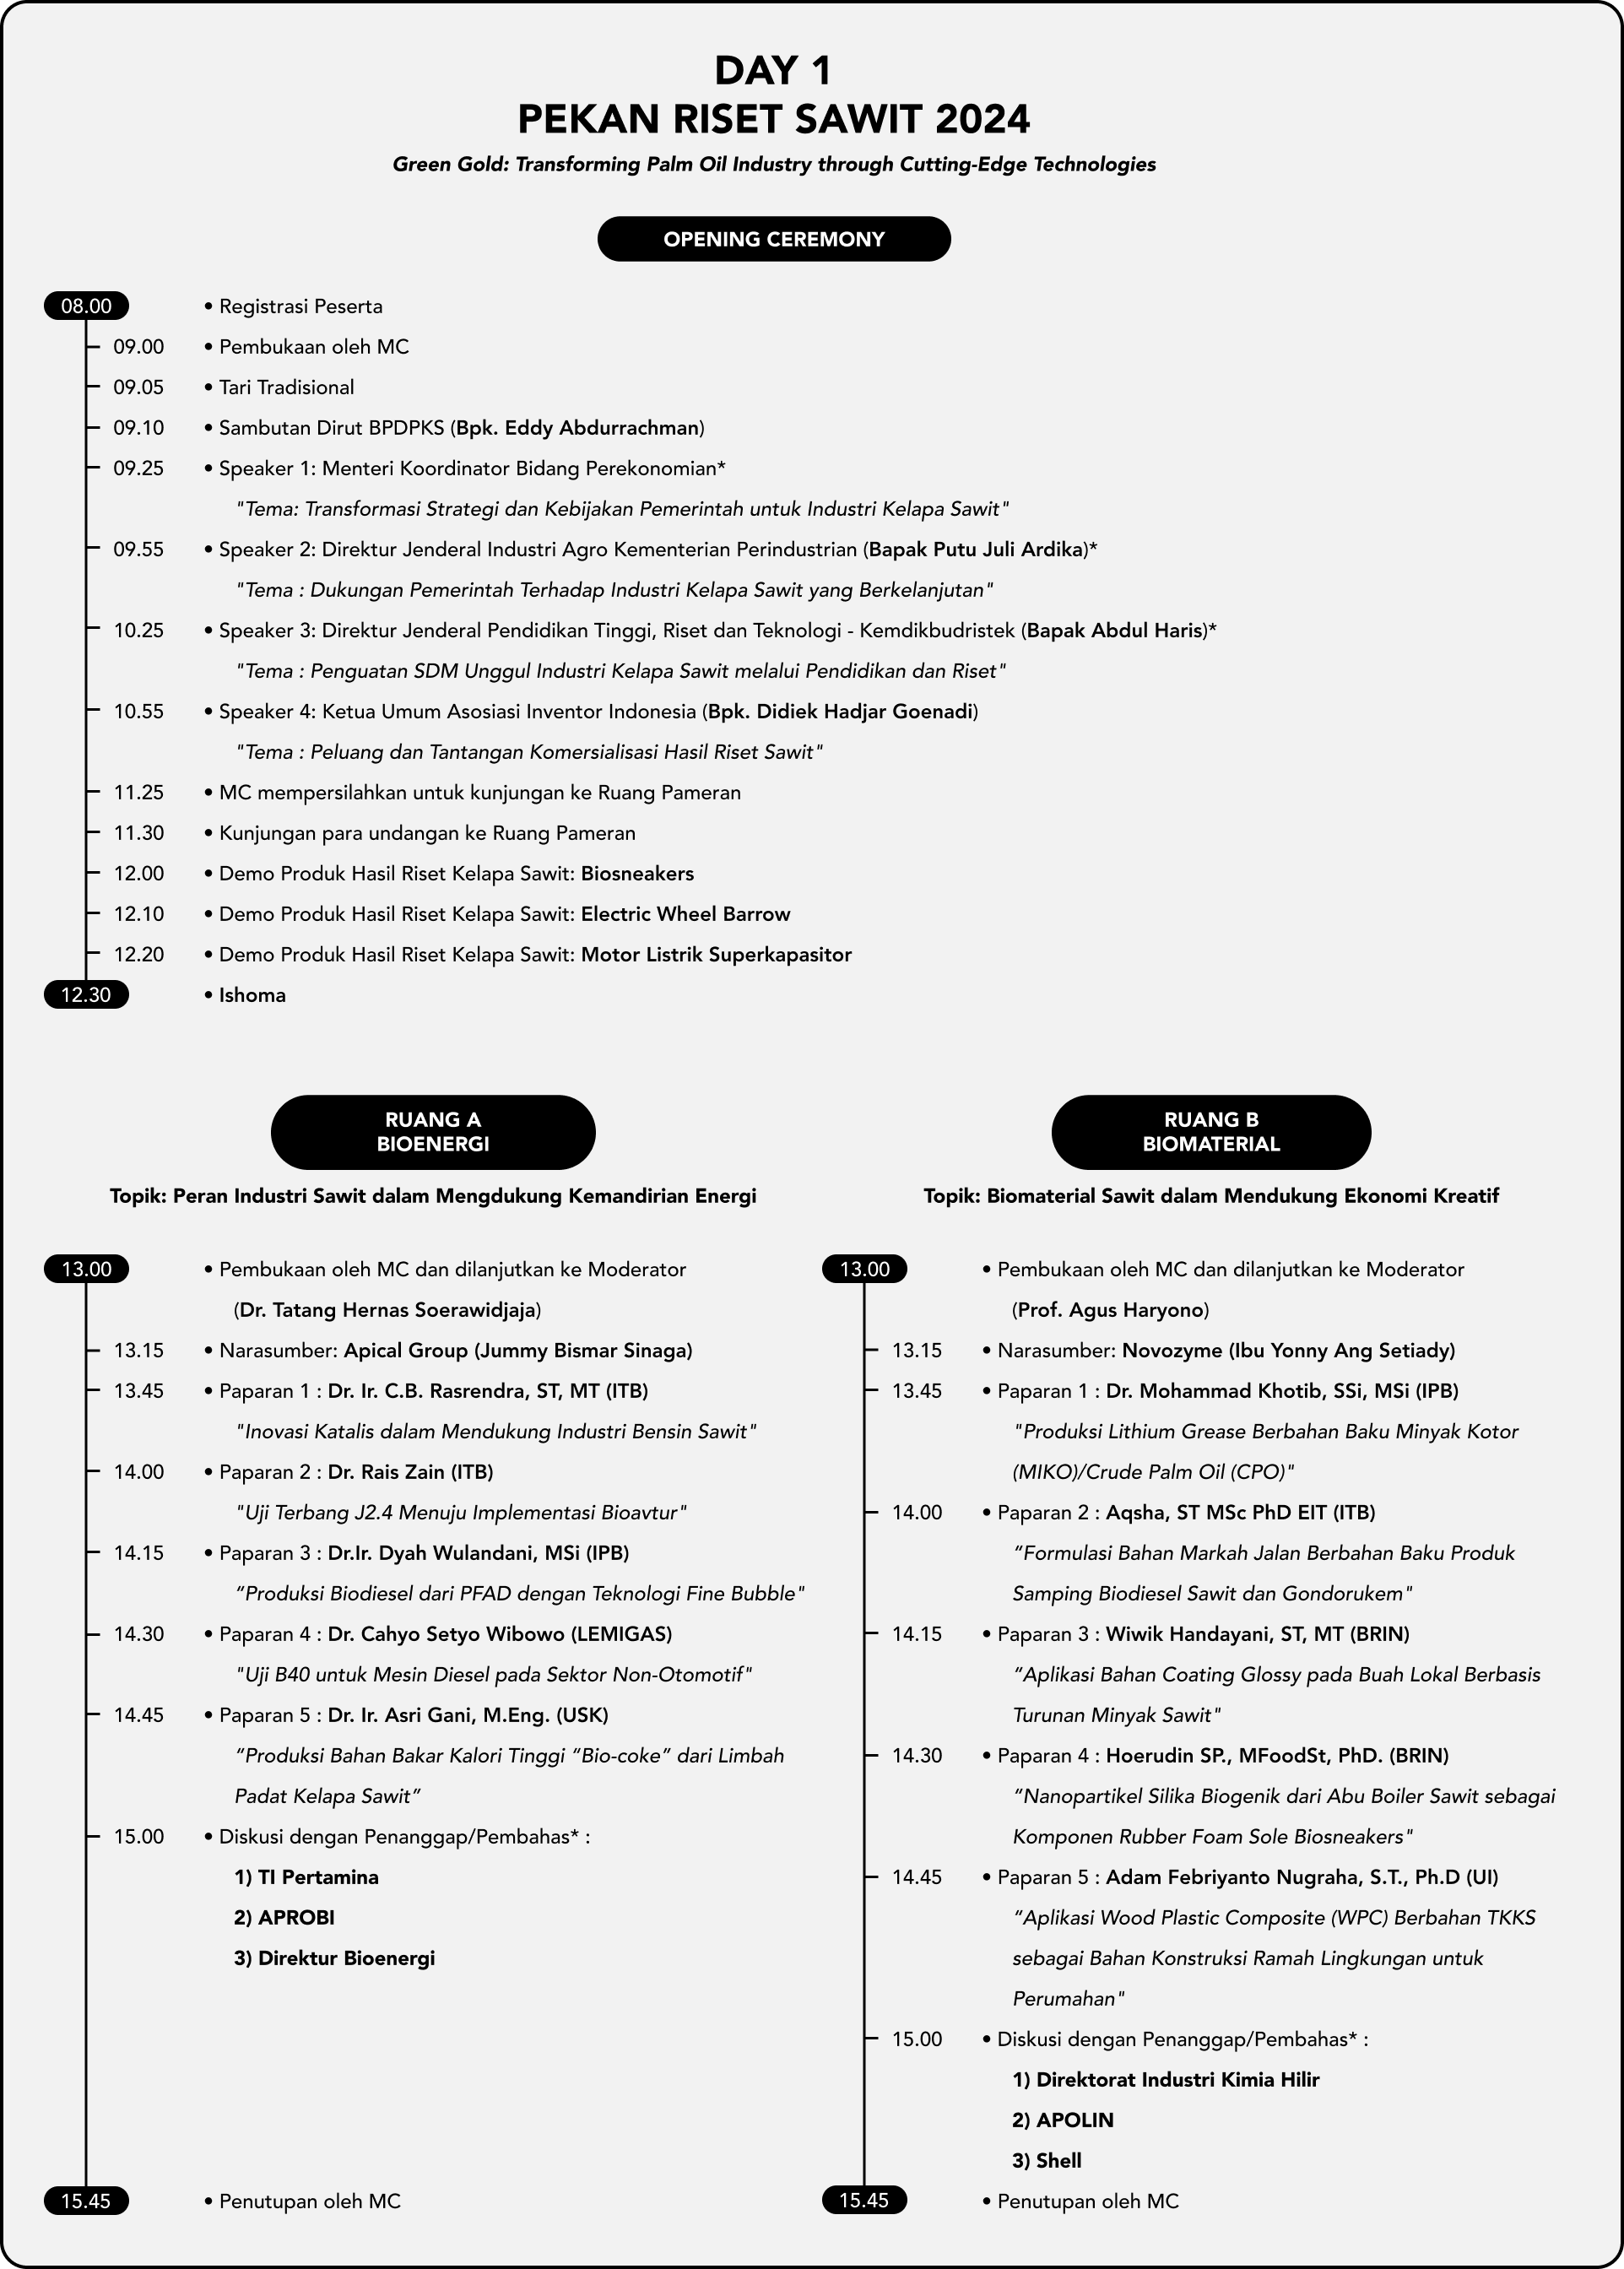 DAY 1
PEKAN RISET SAWIT 2024
Green Gold: Transforming Palm Oil Industry through Cutting-Edge Technologies
OPENING CEREMONY
08.00 • Registrasi Peserta
09.00 • Pembukaan oleh MC
09.05 • Tari Tradisional
09.10 • Sambutan Dirut BPDPKS (Bpk. Eddy Abdurrachman)
09.25 • Speaker 1: Menteri Koordinator Bidang Perekonomian*
"Tema: Transformasi Strategi dan Kebijakan Pemerintah untuk Industri Kelapa Sawit"
09.55 • Speaker 2: Direktur Jenderal Industri Agro Kementerian Perindustrian (Bapak Putu Juli Ardika)*
"Tema : Dukungan Pemerintah Terhadap Industri Kelapa Sawit yang Berkelanjutan"
10.25 • Speaker 3: Direktur Jenderal Pendidikan Tinggi, Riset dan Teknologi - Kemdikbudristek (Bapak Abdul Haris)*
"Tema : Penguatan SDM Unggul Industri Kelapa Sawit melalui Pendidikan dan Riset"
10.55 • Speaker 4: Ketua Umum Asosiasi Inventor Indonesia (Bpk. Didiek Hadjar Goenadi)
"Tema : Peluang dan Tantangan Komersialisasi Hasil Riset Sawit"
11.25 • MC mempersilahkan untuk kunjungan ke Ruang Pameran
11.30 • Kunjungan para undangan ke Ruang Pameran
12.00 • Demo Produk Hasil Riset Kelapa Sawit: Biosneakers
12.10 • Demo Produk Hasil Riset Kelapa Sawit: Electric Wheel Barrow
12.20 • Demo Produk Hasil Riset Kelapa Sawit: Motor Listrik Superkapasitor
12.30 • Ishoma
RUANG A
BIOENERGI
Topik: Peran Industri Sawit dalam Mengdukung Kemandirian Energi
13.00 • Pembukaan oleh MC dan dilanjutkan ke Moderator
(Dr. Tatang Hernas Soerawidjaja)
13.15 • Narasumber: Apical Group (Jummy Bismar Sinaga)
13.45 • Paparan 1 : Dr. Ir. C.B. Rasrendra, ST, MT (ITB)
"Inovasi Katalis dalam Mendukung Industri Bensin Sawit"
14.00 • Paparan 2 : Dr. Rais Zain (ITB)
"Uji Terbang J2.4 Menuju Implementasi Bioavtur"
14.15 • Paparan 3 : Dr.Ir. Dyah Wulandani, MSi (IPB)
“Produksi Biodiesel dari PFAD dengan Teknologi Fine Bubble"
14.30 • Paparan 4 : Dr. Cahyo Setyo Wibowo (LEMIGAS)
"Uji B40 untuk Mesin Diesel pada Sektor Non-Otomotif"
14.45 • Paparan 5 : Dr. Ir. Asri Gani, M.Eng. (USK)
“Produksi Bahan Bakar Kalori Tinggi “Bio-coke” dari Limbah
Padat Kelapa Sawit”
15.00 • Diskusi dengan Penanggap/Pembahas* :
1) TI Pertamina
2) APROBI
3) Direktur Bioenergi
15.45 • Penutupan oleh MC
RUANG B
BIOMATERIAL
Topik: Biomaterial Sawit dalam Mendukung Ekonomi Kreatif
13.00 • Pembukaan oleh MC dan dilanjutkan ke Moderator
(Prof. Agus Haryono)
13.15 • Narasumber: Novozyme (Ibu Yonny Ang Setiady)
13.45 • Paparan 1 : Dr. Mohammad Khotib, SSi, MSi (IPB)
"Produksi Lithium Grease Berbahan Baku Minyak Kotor
(MIKO)/Crude Palm Oil (CPO)"
14.00 • Paparan 2 : Aqsha, ST MSc PhD EIT (ITB)
“Formulasi Bahan Markah Jalan Berbahan Baku Produk
Samping Biodiesel Sawit dan Gondorukem"
14.15 • Paparan 3 : Wiwik Handayani, ST, MT (BRIN)
“Aplikasi Bahan Coating Glossy pada Buah Lokal Berbasis
Turunan Minyak Sawit"
14.30 • Paparan 4 : Hoerudin SP., MFoodSt, PhD. (BRIN)
“Nanopartikel Silika Biogenik dari Abu Boiler Sawit sebagai
Komponen Rubber Foam Sole Biosneakers"
14.45 • Paparan 5 : Adam Febriyanto Nugraha, S.T., Ph.D (UI)
“Aplikasi Wood Plastic Composite (WPC) Berbahan TKKS
sebagai Bahan Konstruksi Ramah Lingkungan untuk
Perumahan"
15.00 • Diskusi dengan Penanggap/Pembahas* :
1) Direktorat Industri Kimia Hilir
2) APOLIN
3) Shell
15.45 • Penutupan oleh MC